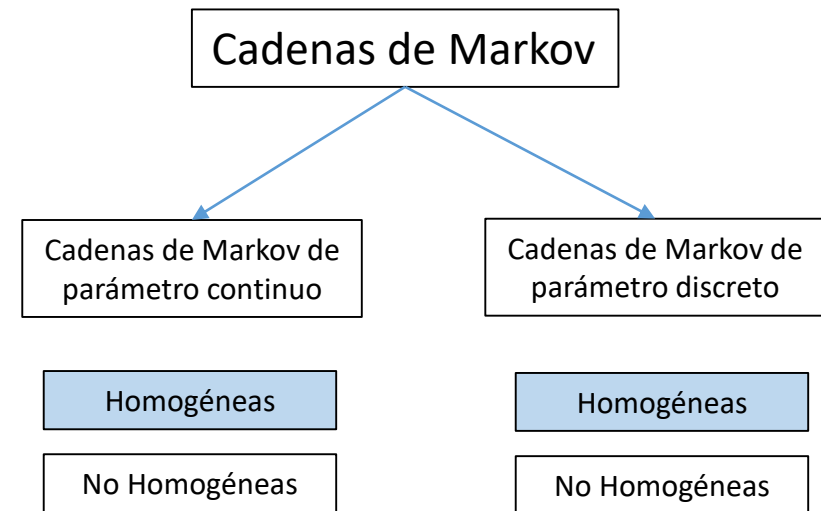 Cadenas de Markov
Cadenas de Markov de
parámetro continuo
Cadenas de Markov de
parámetro discreto
Homogéneas
Homogéneas
No Homogéneas
No Homogéneas